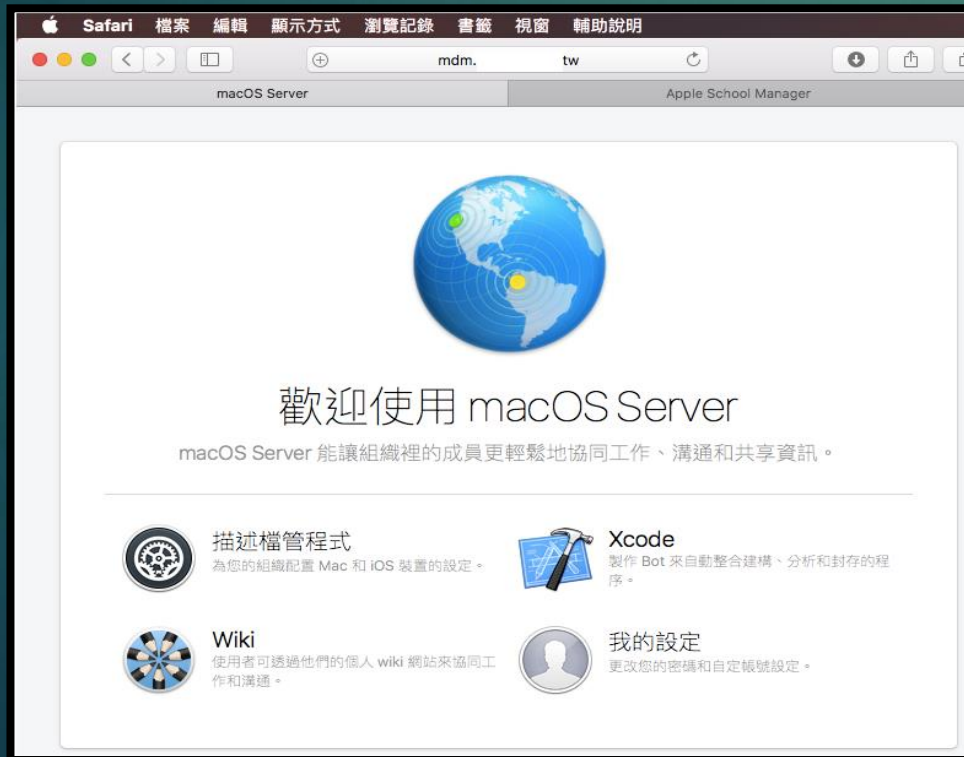 Safari 檔案 編輯 顯示方式 瀏覽記錄 書籤 視窗 輔助說明
mdm. tw
macOS Server Apple School Manager
歡迎使用 macOS Server
macOS Server 能讓組織裡的成員更輕鬆地協同工作、溝通和共享資訊。
描述檔管程式
為您的組織配置 Mac 和 iOS 裝置的設定。
Xcode
製作 Bot 來自動整合建構、分析和封存的程
序。
Wiki
使用者可透過他們的個人 wiki 網站來協同工
作和溝通。
我的設定
更改您的密碼和自定帳號設定。